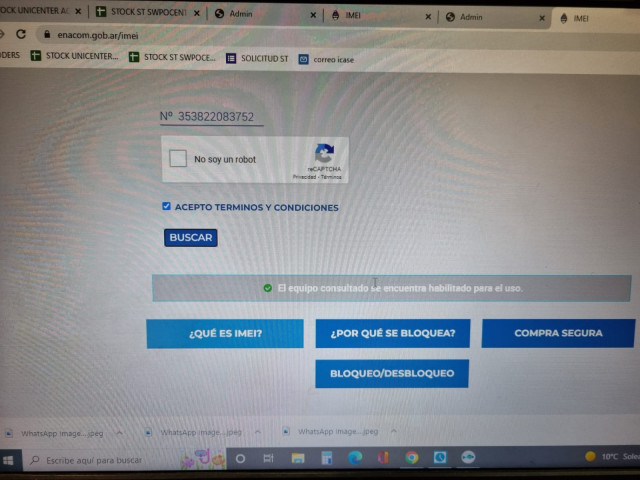 OCK UNICENTER AC
STOCK ST SWPOCENT
Admin
IMEI
Admin
IMEI
enacom.gob.ar/imei
DERS
STOCK UNICENTER...
STOCK ST SWPOCE...
SOLICITUD ST
correo icase
Nº 353822083752
No soy un robot
reCAPTCHA
Privacidad - Términos
ACEPTO TERMINOS Y CONDICIONES
BUSCAR
El equipo consultado se encuentra habilitado para el uso.
¿QUÉ ES IMEI?
¿POR QUÉ SE BLOQUEA?
COMPRA SEGURA
BLOQUEO/DESBLOQUEO
WhatsApp Image....jpeg
WhatsApp Image....jpeg
WhatsApp Image....jpeg
Escribe aquí para buscar
10°C Solea